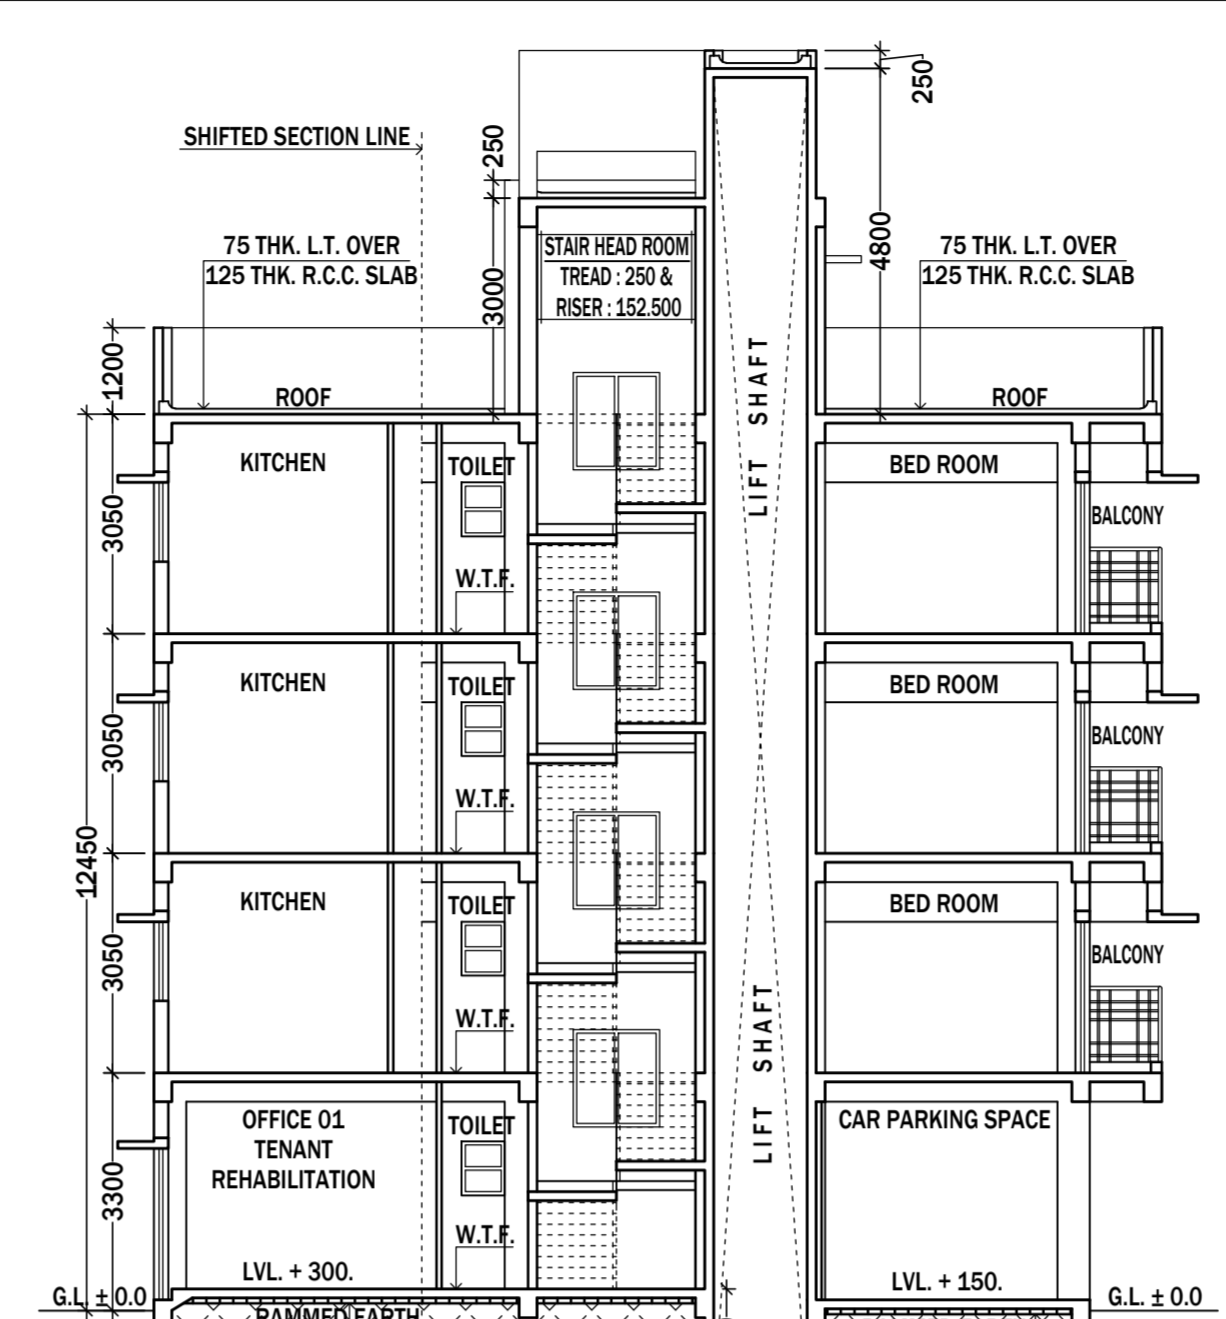 250
SHIFTED SECTION LINE
250
75 THK. L.T. OVER
125 THK. R.C.C. SLAB
3000
STAIR HEAD ROOM
TREAD : 250 &
RISER : 152.500
4800
75 THK. L.T. OVER
125 THK. R.C.C. SLAB
1200
ROOF
LIFT SHAFT
ROOF
KITCHEN
TOILET
BED ROOM
BALCONY
3050
W.T.F.
KITCHEN
TOILET
BED ROOM
BALCONY
3050
W.T.F.
12450
KITCHEN
TOILET
BED ROOM
BALCONY
3050
W.T.F.
LIFT SHAFT
OFFICE 01
TENANT
REHABILITATION
TOILET
CAR PARKING SPACE
3300
W.T.F.
LVL. + 300.
LVL. + 150.
G.L. ± 0.0
G.L. ± 0.0
RAMMED EARTH